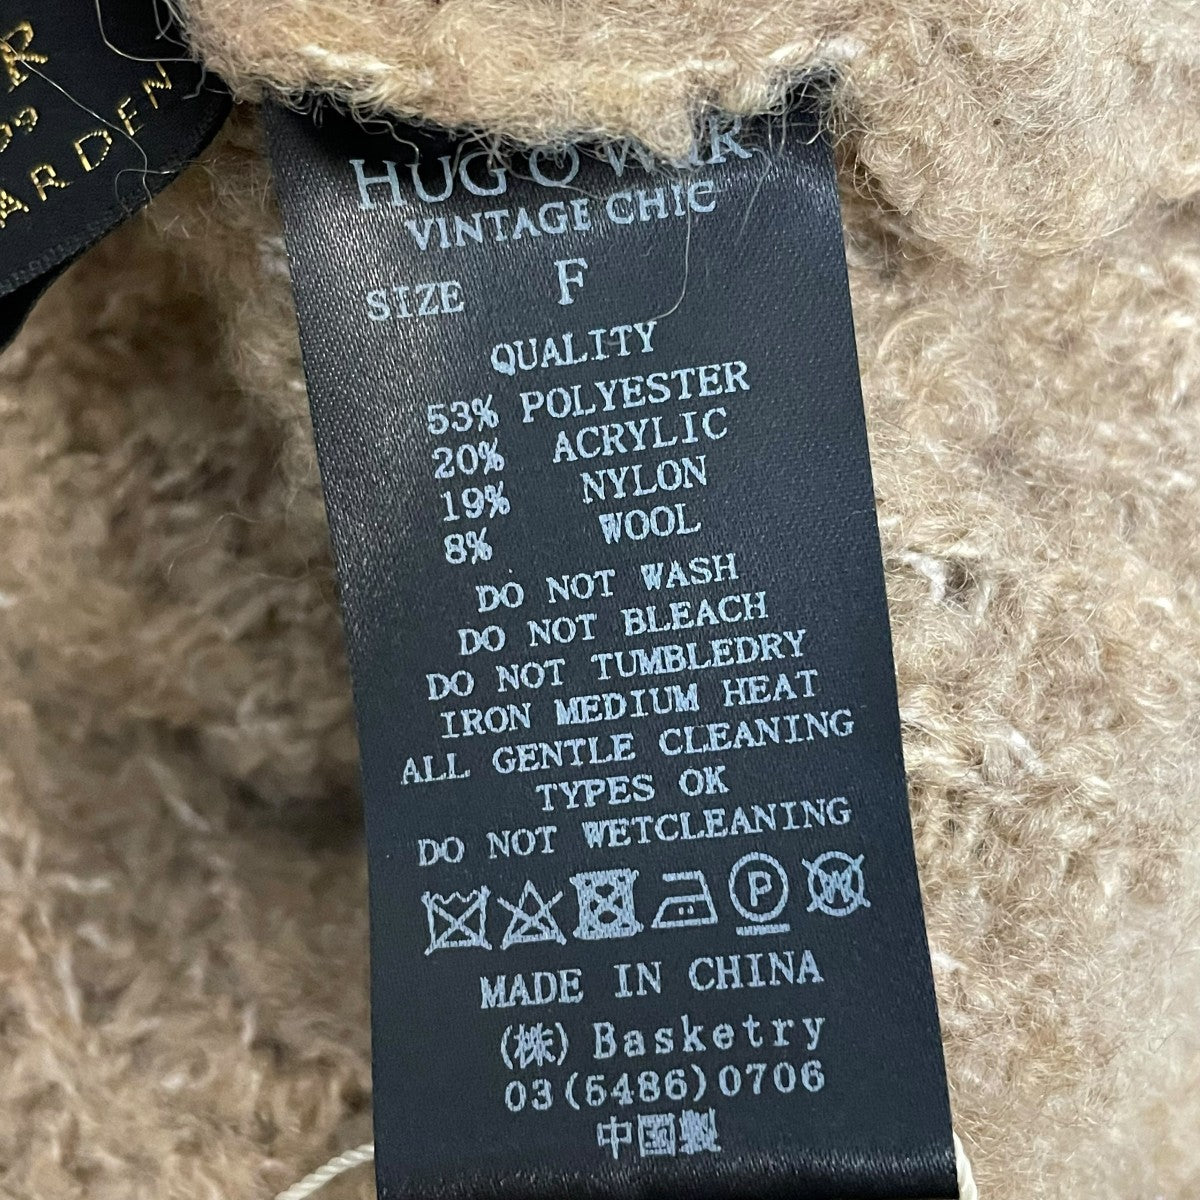 R
ARDEN
HUG O WAR
VINTAGE CHIC
SIZE F
QUALITY
53% POLYESTER
20% ACRYLIC
19% NYLON
8% WOOL
DO NOT WASH
DO NOT BLEACH
DO NOT TUMBLEDRY
IRON MEDIUM HEAT
ALL GENTLE CLEANING
TYPES OK
DO NOT WETCLEANING
P W
MADE IN CHINA
(株) Basketry
03(5486)0706
中国製